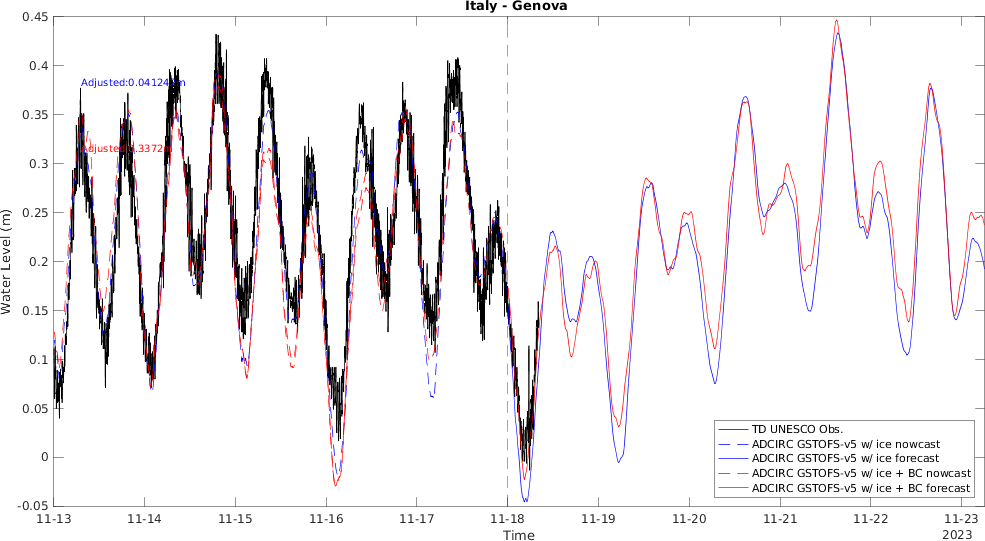 Italy - Genova
0.45
0.4
0.35
0.3
0.25
0.2
0.15
0.1
0.05
0
-0.05
Water Level (m)
Adjusted:0.04124
11-13
11-14
11-15
11-16
11-17
11-18
11-19
11-20
11-21
11-22
11-23
2023
Time
TD UNESCO Obs.
ADCIRC GSTOFS-v5 w/ ice nowcast
ADCIRC GSTOFS-v5 w/ ice forecast
ADCIRC GSTOFS-v5 w/ ice + BC nowcast
ADCIRC GSTOFS-v5 w/ ice + BC forecast